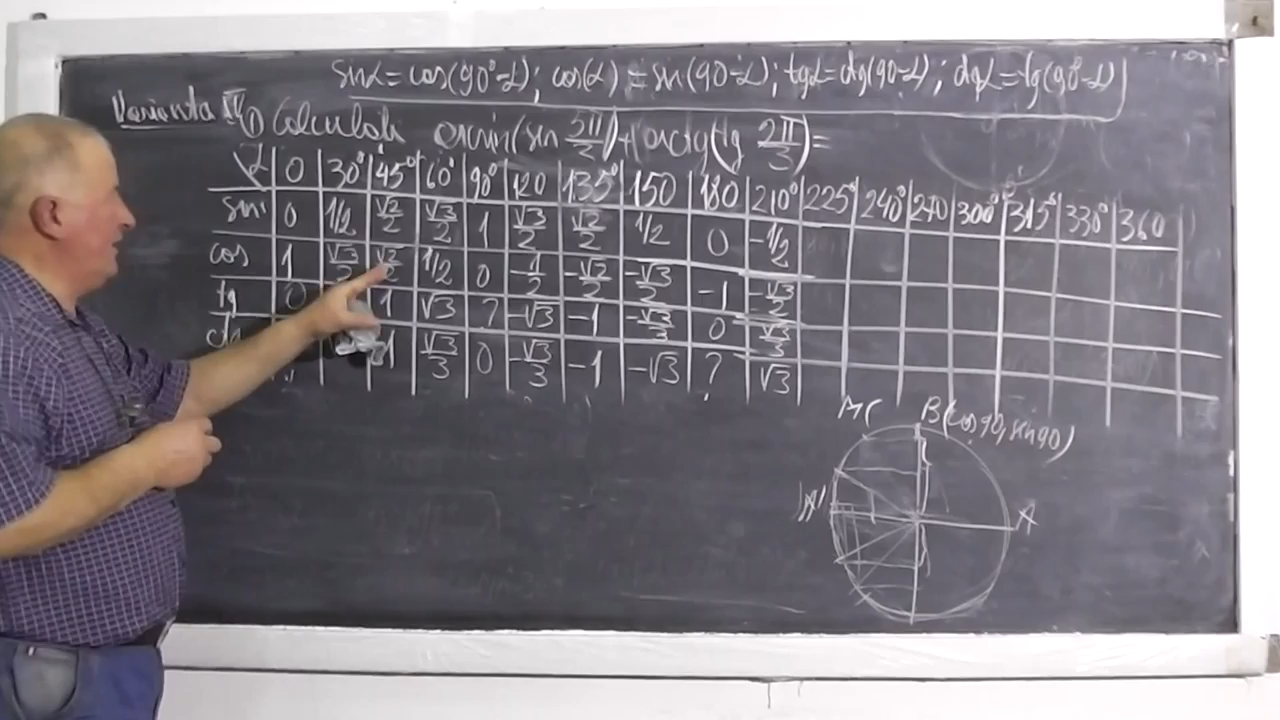 sinα = cos(90°-α); cos(α) = sin(90-α); tgα = ctg(90-α); ctgα = tg(90°-α)
Varianta II
1) Calculati arcsin(sin 5π/2) + arctg(tg 2π/3) =
α 0 30° 45° 60° 90° 120 135° 150 180 210° 225° 240° 270 300° 315° 330° 360
sin 0 1/2 √2/2 √3/2 1 √3/2 √2/2 1/2 0 -1/2
cos 1 √3/2 √2/2 1/2 0 -1/2 -√2/2 -√3/2 -1 -√3/2
tg 0 1 √3 ? -√3 -1 -√3/3 0 √3/3
1 √3/3 0 -√3/3 -1 -√3 ? √3
M( B(cos90, sin90)
A' A